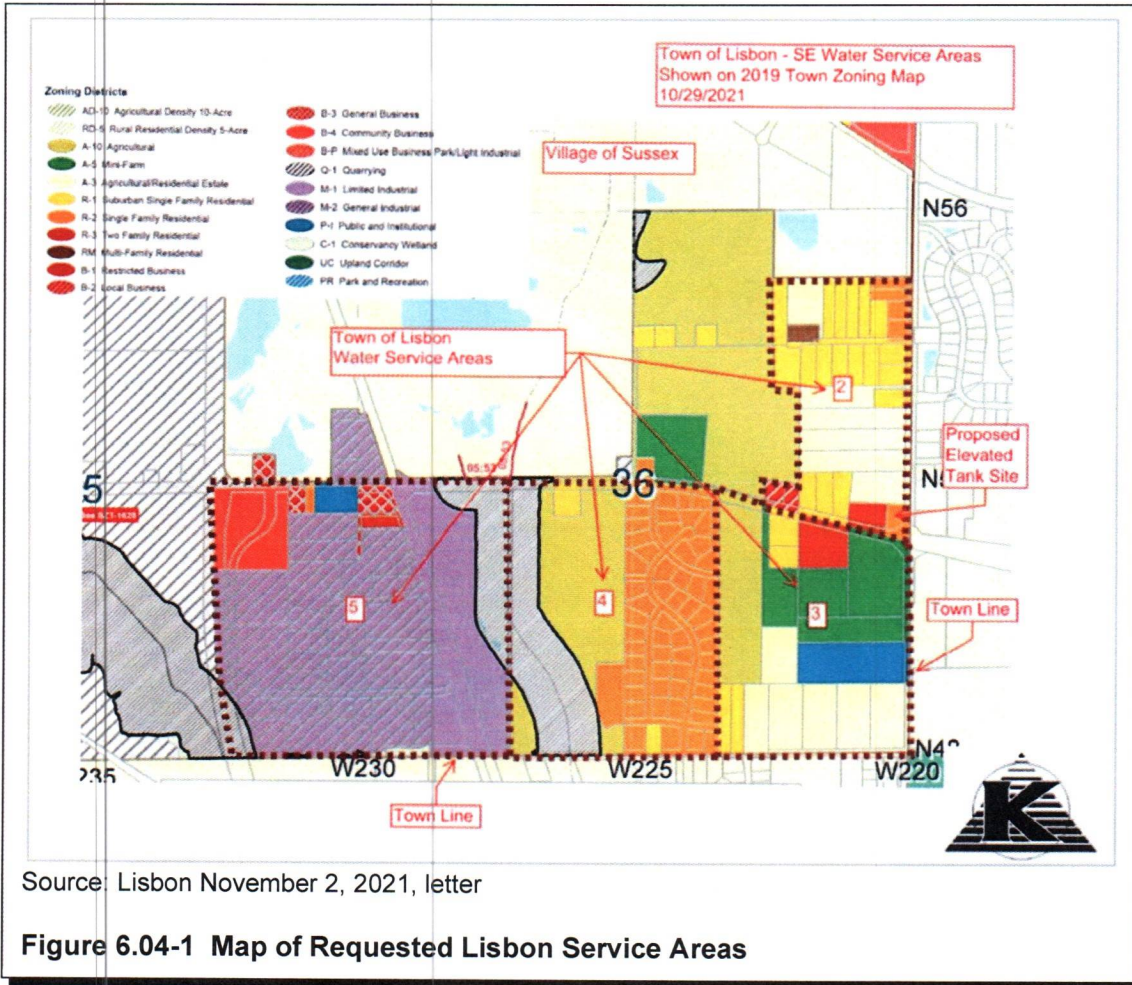 Town of Lisbon - SE Water Service Areas
Shown on 2019 Town Zoning Map
10/29/2021
Zoning Districts
AD-10 Agricultural Density 10-Acre
RD-5 Rural Residential Density 5-Acre
A-10 Agricultural
A-5 Mini-Farm
A-3 Agricultural/Residential Estate
R-1 Suburban Single Family Residential
R-2 Single Family Residential
R-3 Two Family Residential
RM Multi-Family Residential
B-1 Restricted Business
B-2 Local Business
B-3 General Business
B-4 Community Business
B-P Mixed Use Business Park/Light Industrial
Q-1 Quarrying
M-1 Limited Industrial
M-2 General Industrial
P-I Public and Institutional
C-1 Conservancy Wetland
UC Upland Corridor
PR Park and Recreation
Village of Sussex
N56
Town of Lisbon
Water Service Areas
2
Proposed
Elevated
Tank Site
36
5
5
4
3
Town Line
W230
W225
W220
Town Line
K
Source: Lisbon November 2, 2021, letter
Figure 6.04-1 Map of Requested Lisbon Service Areas